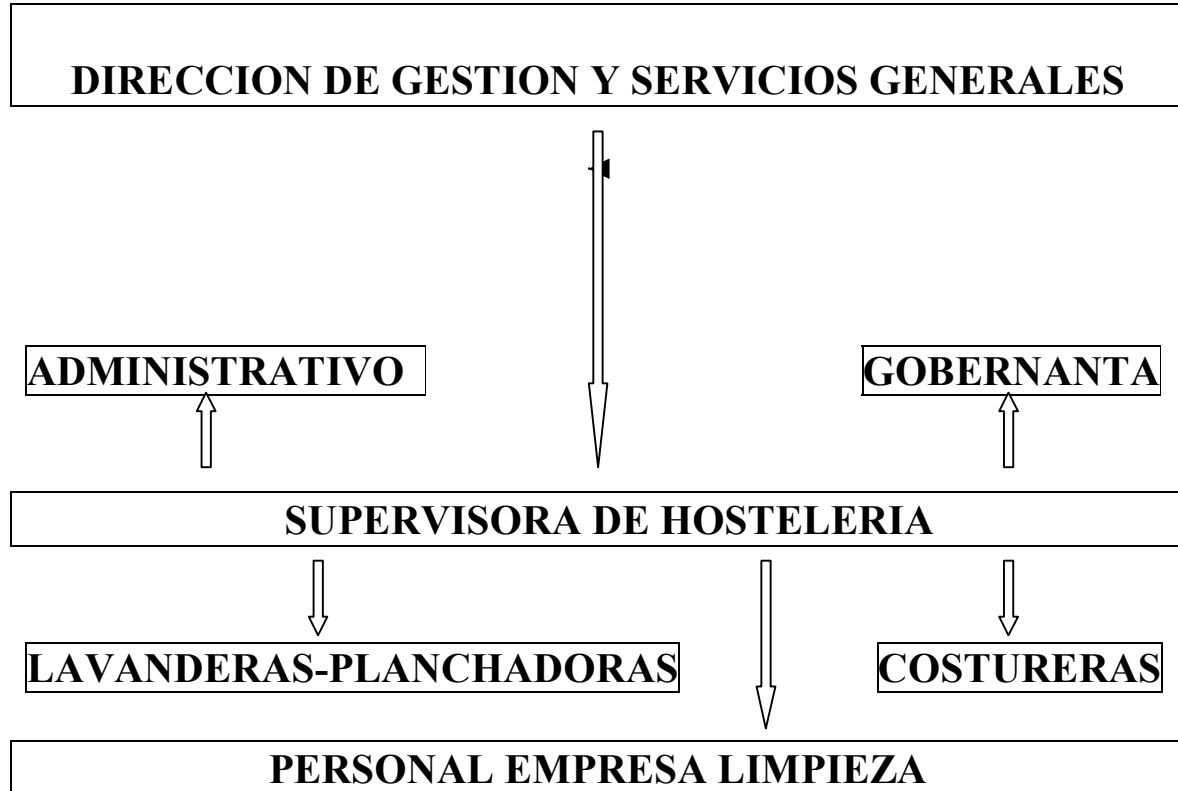 DIRECCION DE GESTION Y SERVICIOS GENERALES
ADMINISTRATIVO
GOBERNANTA
SUPERVISORA DE HOSTELERIA
LAVANDERAS-PLANCHADORAS
COSTURERAS
PERSONAL EMPRESA LIMPIEZA